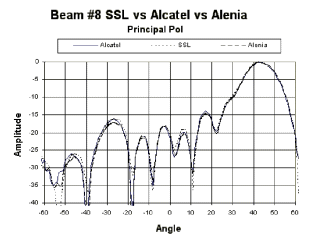 Beam #8 SSL vs Alcatel vs Alenia
Principal Pol
Alcatel SSL Alenia
Amplitude
0
-5
-10
-15
-20
-25
-30
-35
-40
-60 -50 -40 -30 -20 -10 0 10 20 30 40 50 60
Angle